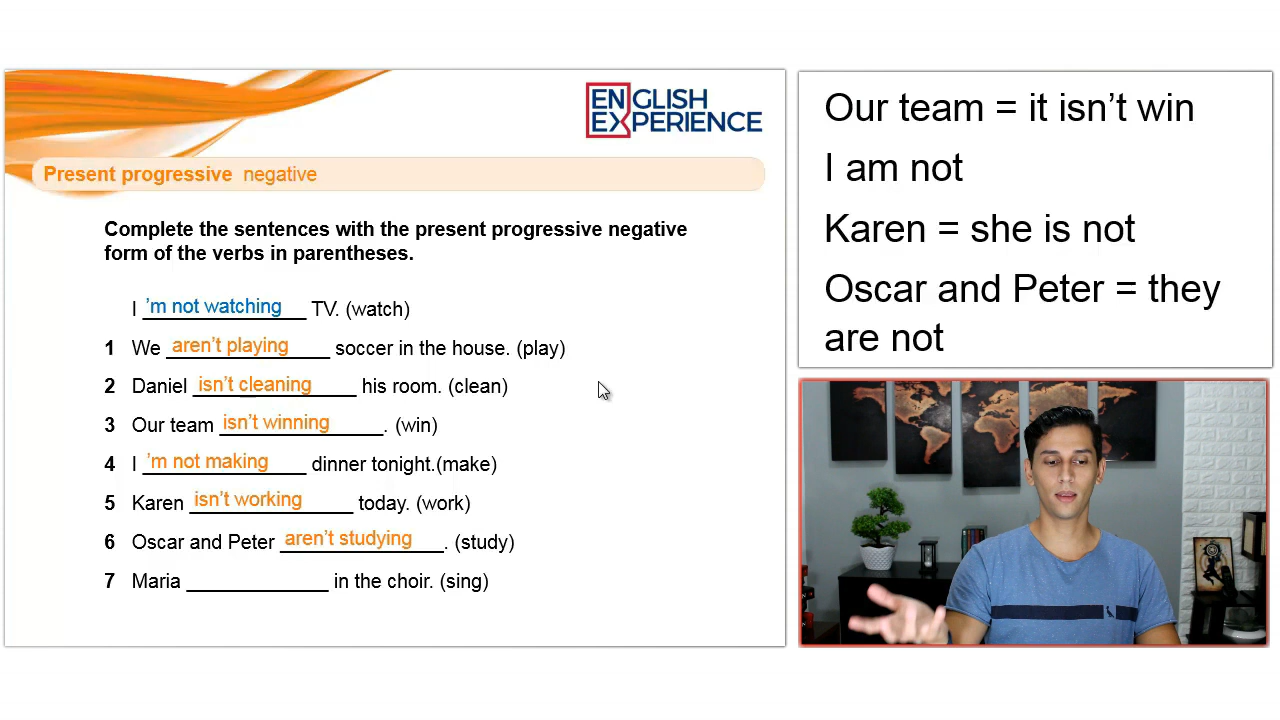 ENGLISH
EXPERIENCE
Present progressive negative
Complete the sentences with the present progressive negative
form of the verbs in parentheses.
I 'm not watching TV. (watch)
1 We aren't playing soccer in the house. (play)
2 Daniel isn't cleaning his room. (clean)
3 Our team isn't winning. (win)
4 I 'm not making dinner tonight.(make)
5 Karen isn't working today. (work)
6 Oscar and Peter aren't studying. (study)
7 Maria ______________ in the choir. (sing)
Our team = it isn't win
I am not
Karen = she is not
Oscar and Peter = they
are not